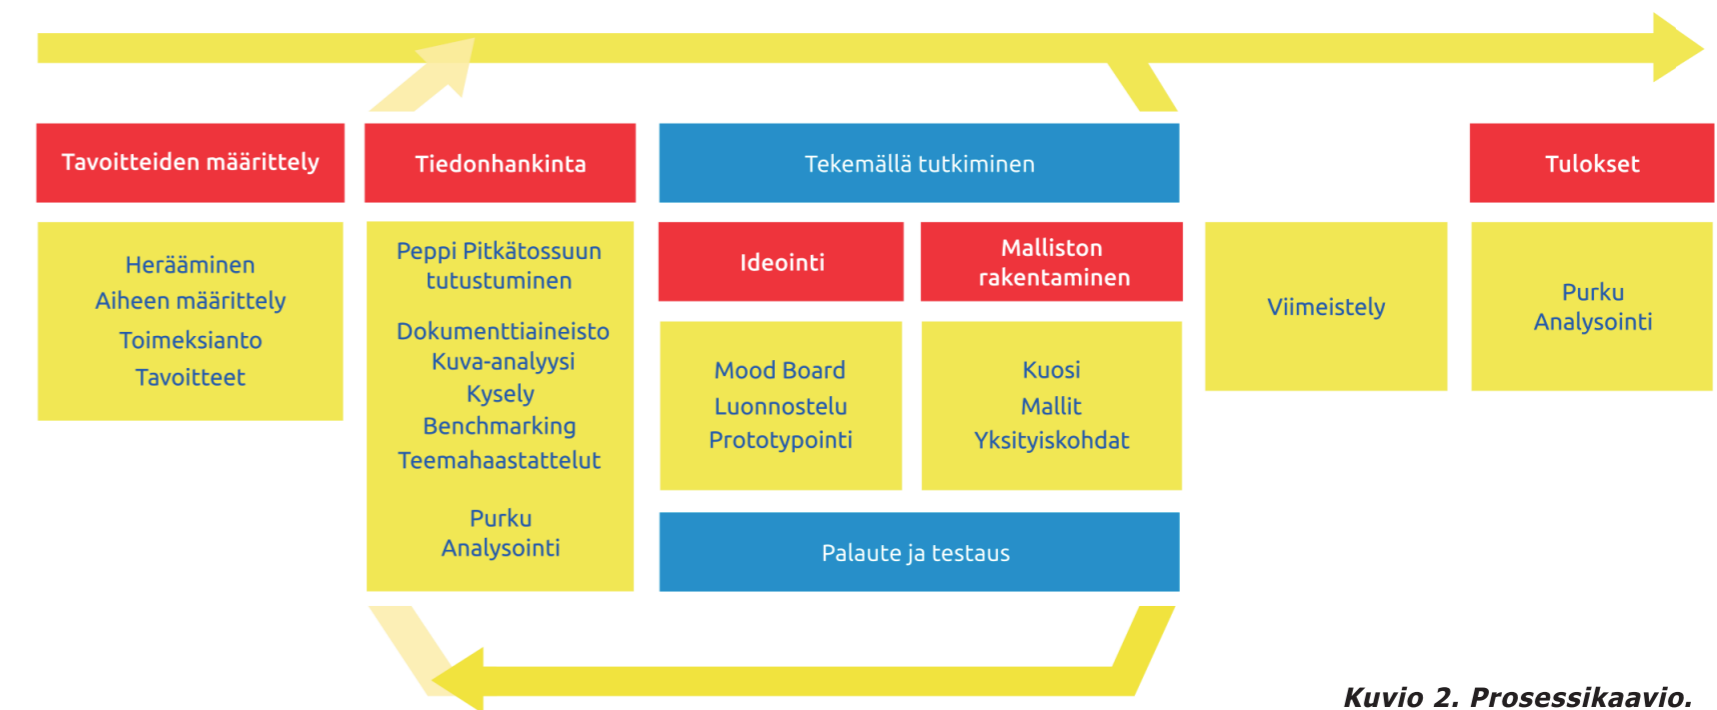 Tavoitteiden määrittely
Herääminen
Aiheen määrittely
Toimeksianto
Tavoitteet
Tiedonhankinta
Peppi Pitkätossuun
tutustuminen
Dokumenttiaineisto
Kuva-analyysi
Kysely
Benchmarking
Teemahaastattelut
Purku
Analysointi
Tekemällä tutkiminen
Ideointi
Mood Board
Luonnostelu
Prototypointi
Malliston
rakentaminen
Kuosi
Mallit
Yksityiskohdat
Palaute ja testaus
Viimeistely
Tulokset
Purku
Analysointi
Kuvio 2. Prosessikaavio.